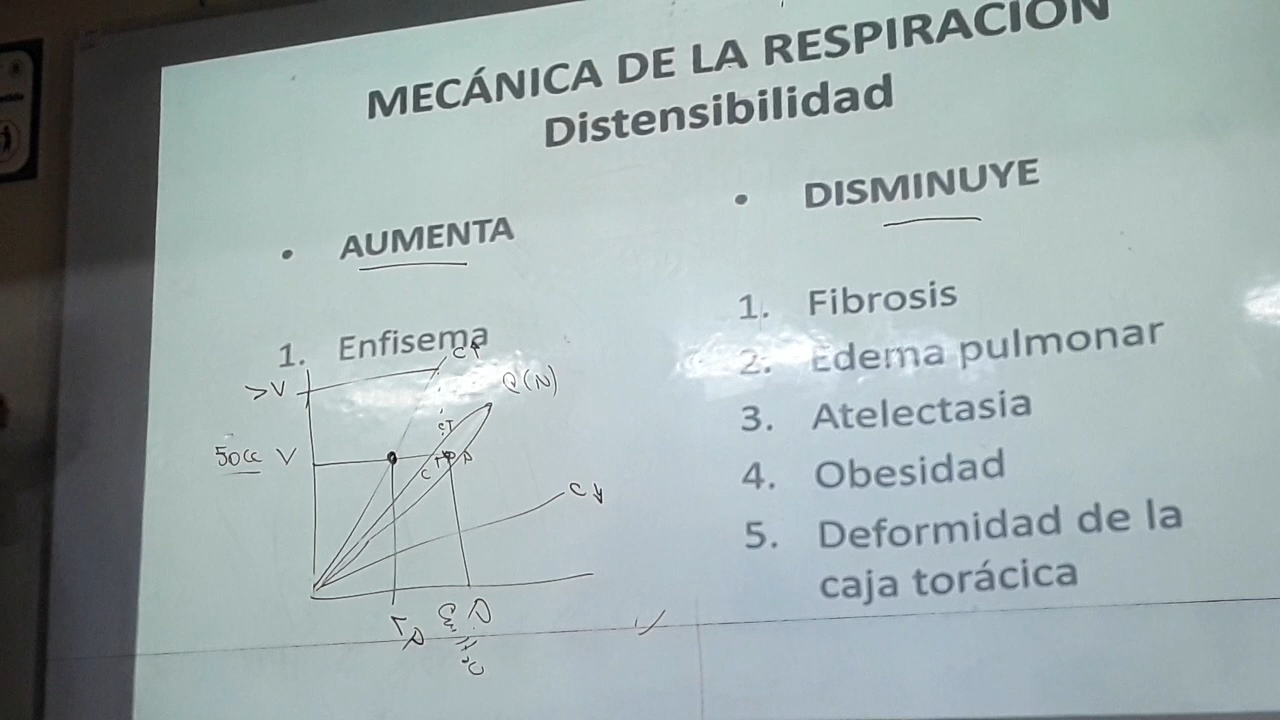 MECÁNICA DE LA RESPIRACIÓN
Distensibilidad
• AUMENTA
1. Enfisema
C↑
>V
(N)
50cc V
C↓
• DISMINUYE
1. Fibrosis
2. Edema pulmonar
3. Atelectasia
4. Obesidad
5. Deformidad de la
caja torácica